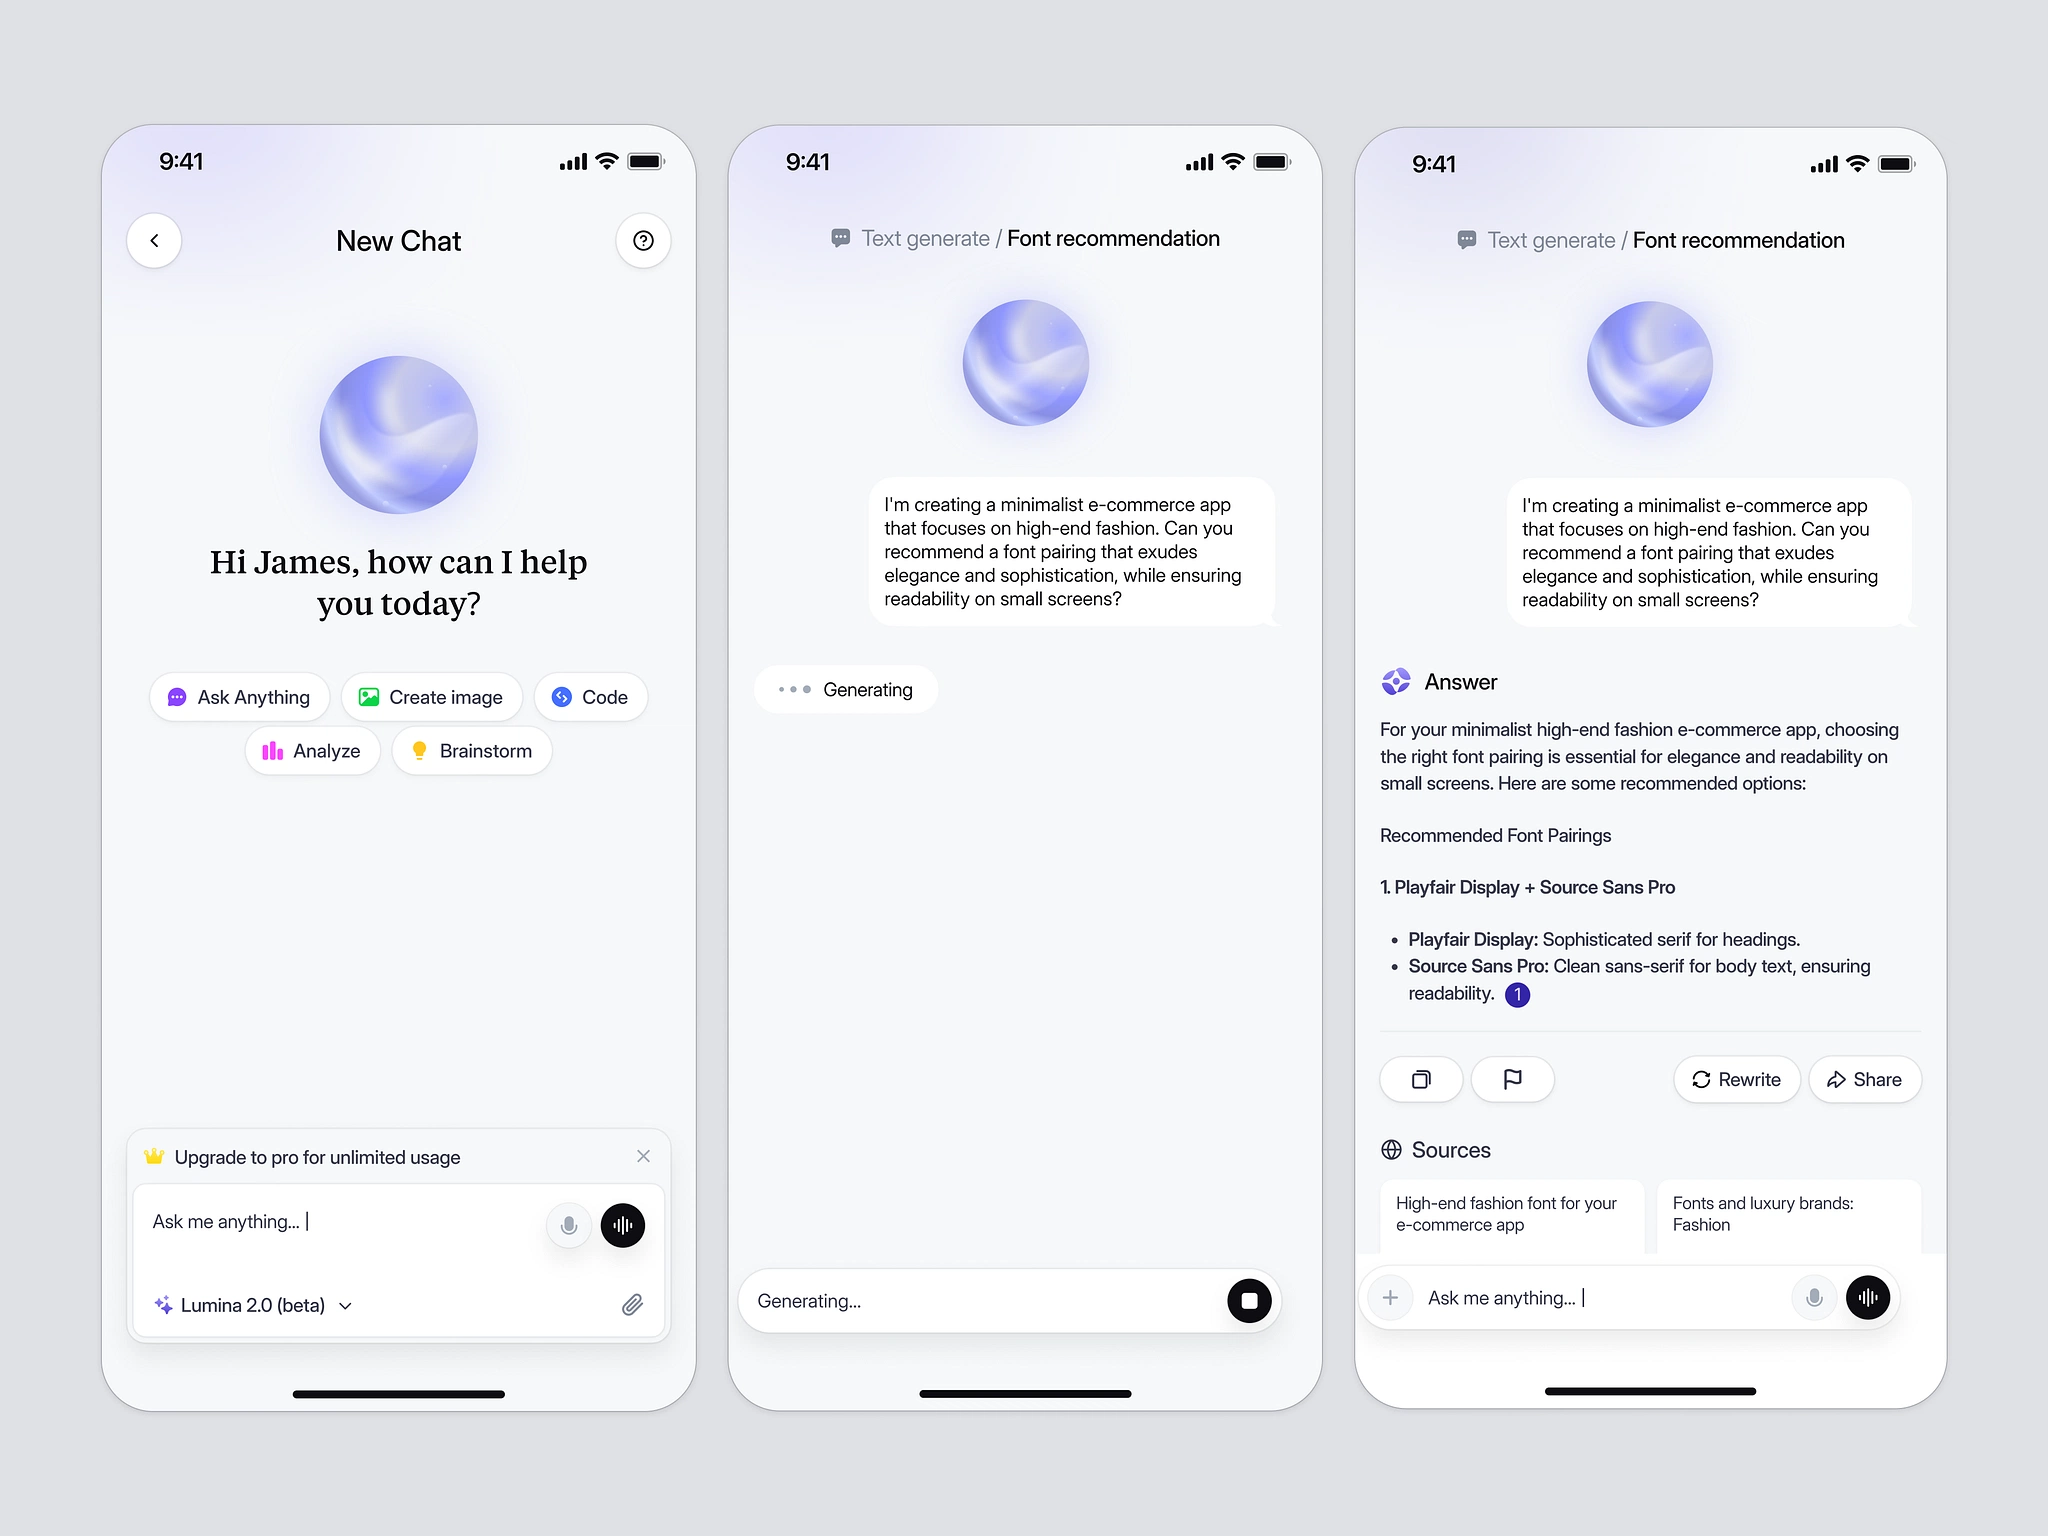 9:41
New Chat
Hi James, how can I help
you today?
Ask Anything
Create image
Code
Analyze
Brainstorm
Upgrade to pro for unlimited usage
Ask me anything...
Lumina 2.0 (beta)
9:41
Text generate / Font recommendation
I'm creating a minimalist e-commerce app
that focuses on high-end fashion. Can you
recommend a font pairing that exudes
elegance and sophistication, while ensuring
readability on small screens?
Generating
Generating...
9:41
Text generate / Font recommendation
I'm creating a minimalist e-commerce app
that focuses on high-end fashion. Can you
recommend a font pairing that exudes
elegance and sophistication, while ensuring
readability on small screens?
Answer
For your minimalist high-end fashion e-commerce app, choosing
the right font pairing is essential for elegance and readability on
small screens. Here are some recommended options:
Recommended Font Pairings
1. Playfair Display + Source Sans Pro
• Playfair Display: Sophisticated serif for headings.
• Source Sans Pro: Clean sans-serif for body text, ensuring
readability. 1
Rewrite
Share
Sources
High-end fashion font for your
e-commerce app
Fonts and luxury brands:
Fashion
Ask me anything...